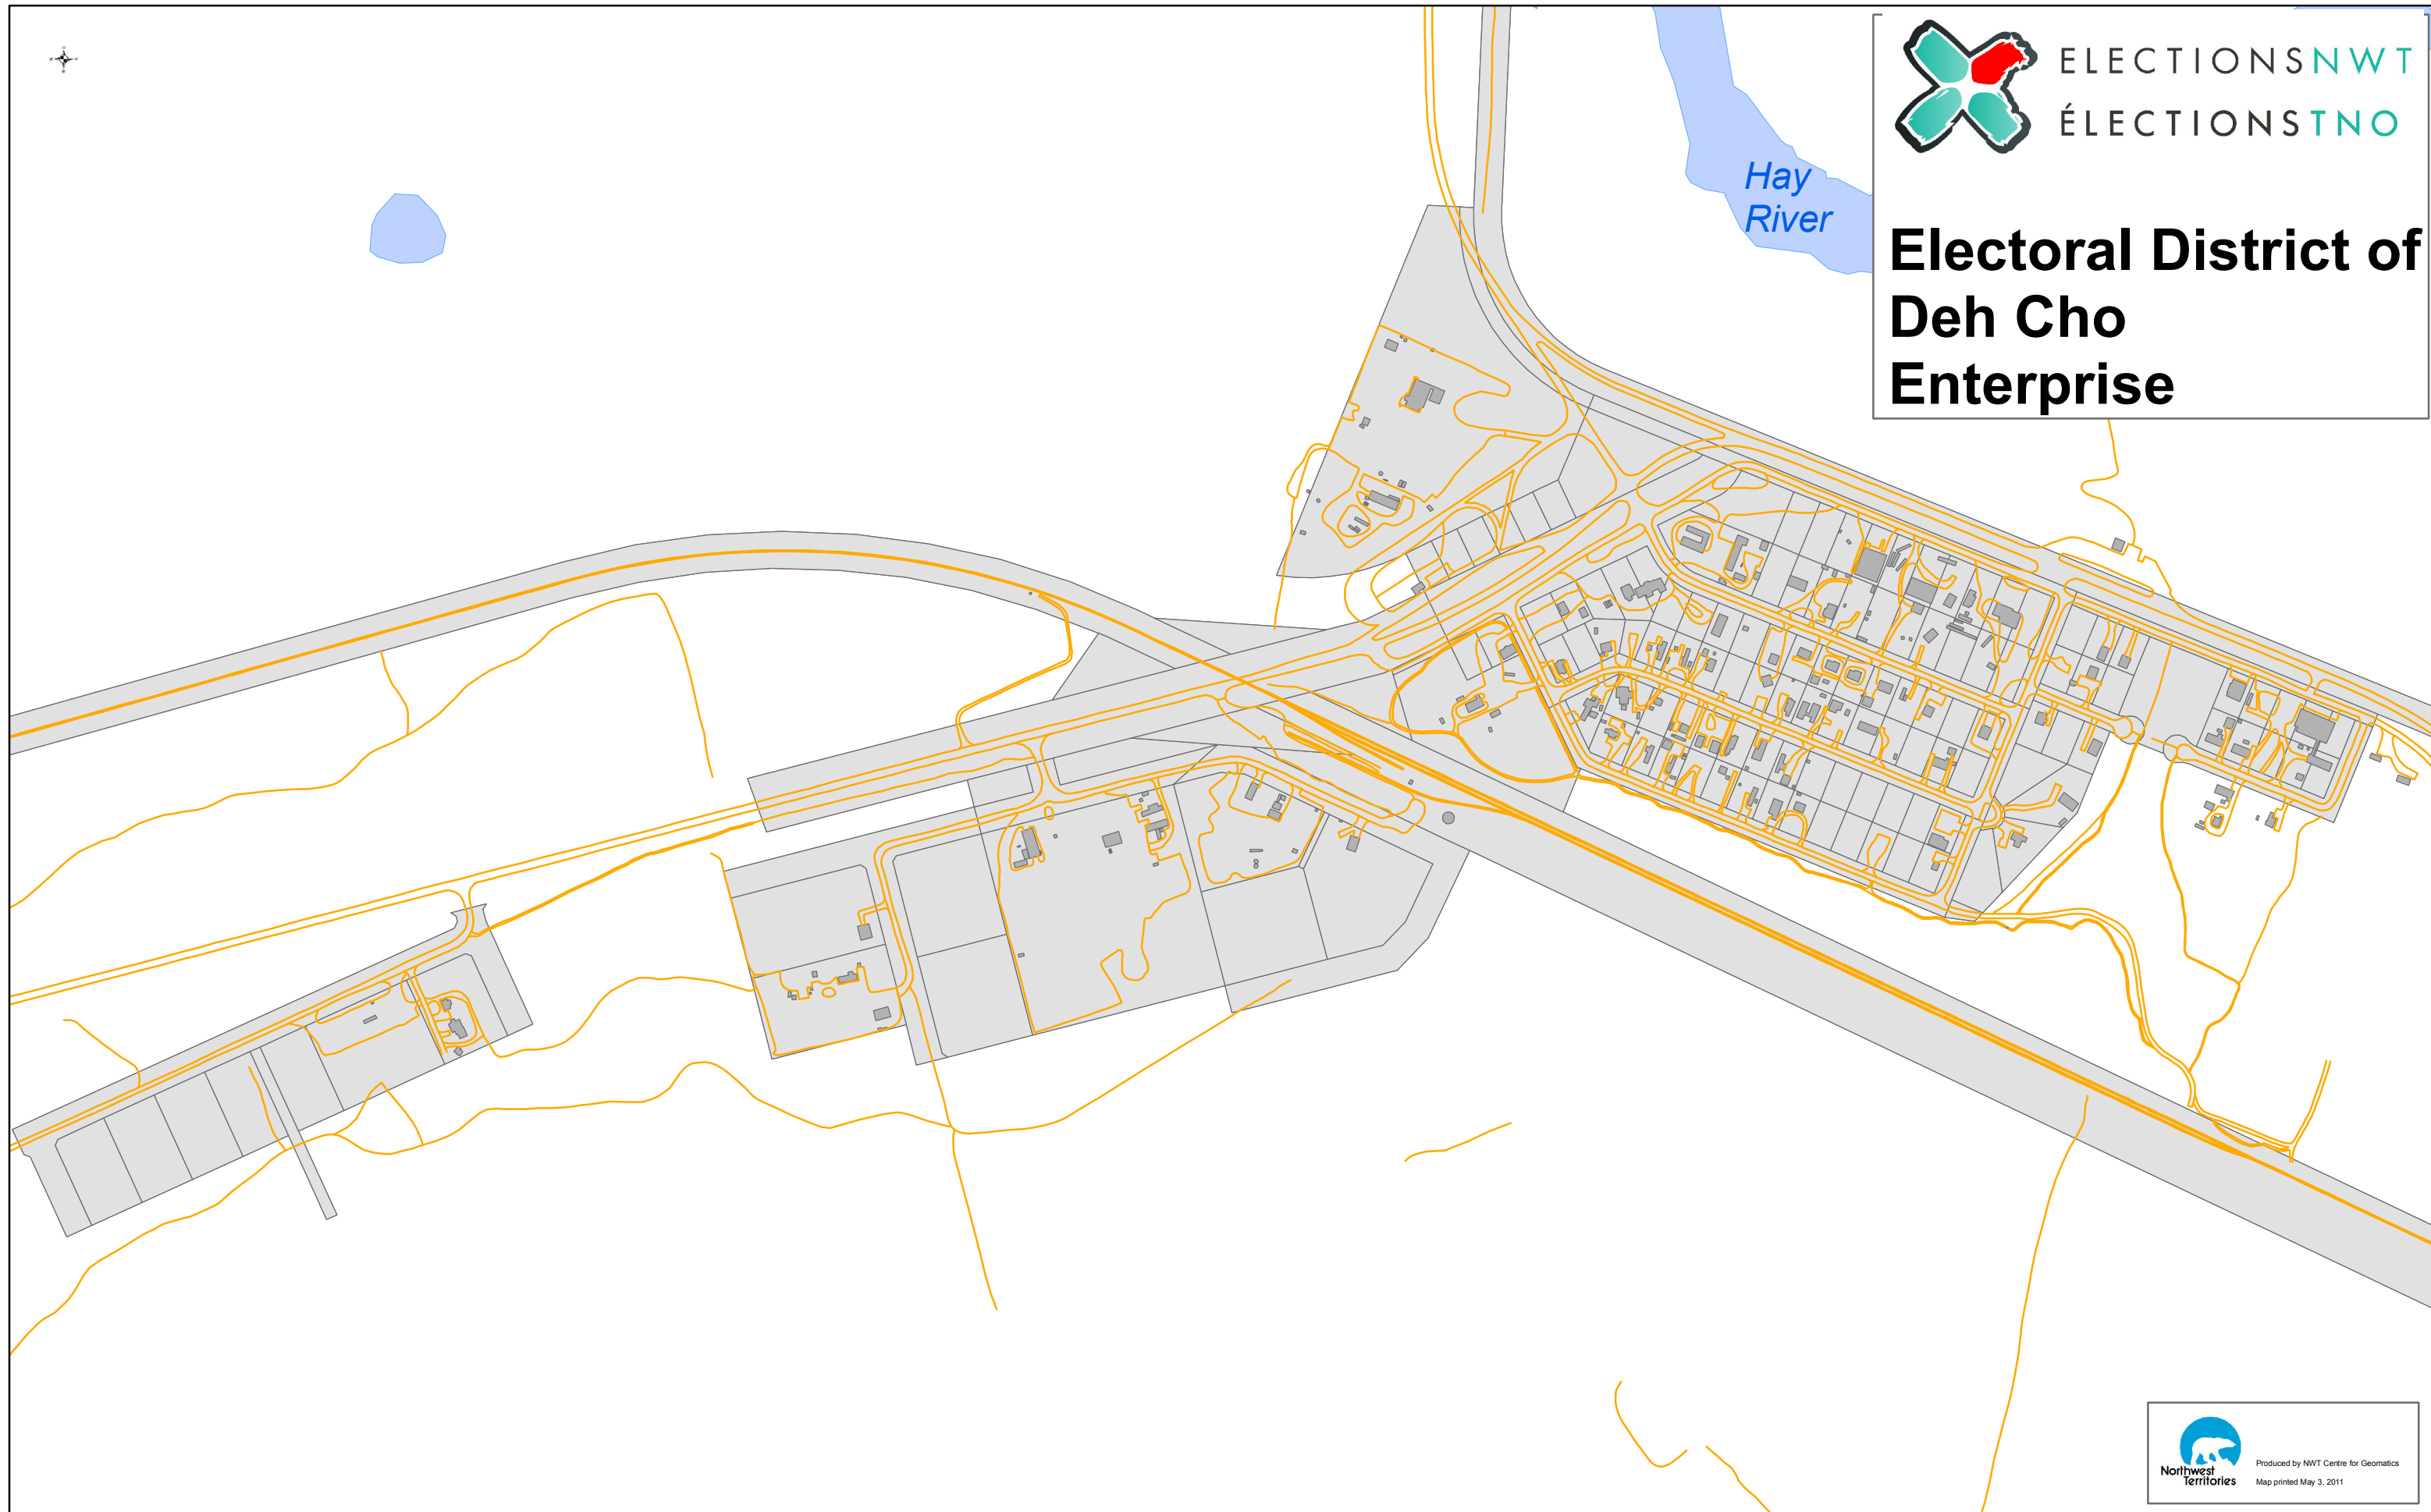 ELECTIONSNWT
ÉLECTIONSTNO
Hay
River
Electoral District of
Deh Cho
Enterprise
Northwest
Territories
Produced by NWT Centre for Geomatics
Map printed May 3, 2011